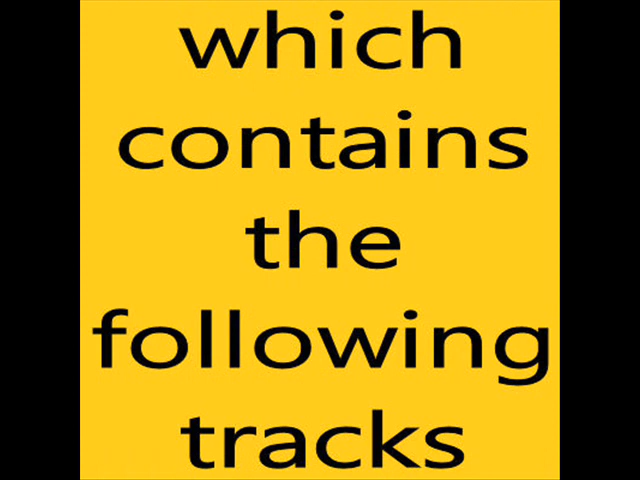 which
contains
the
following
tracks